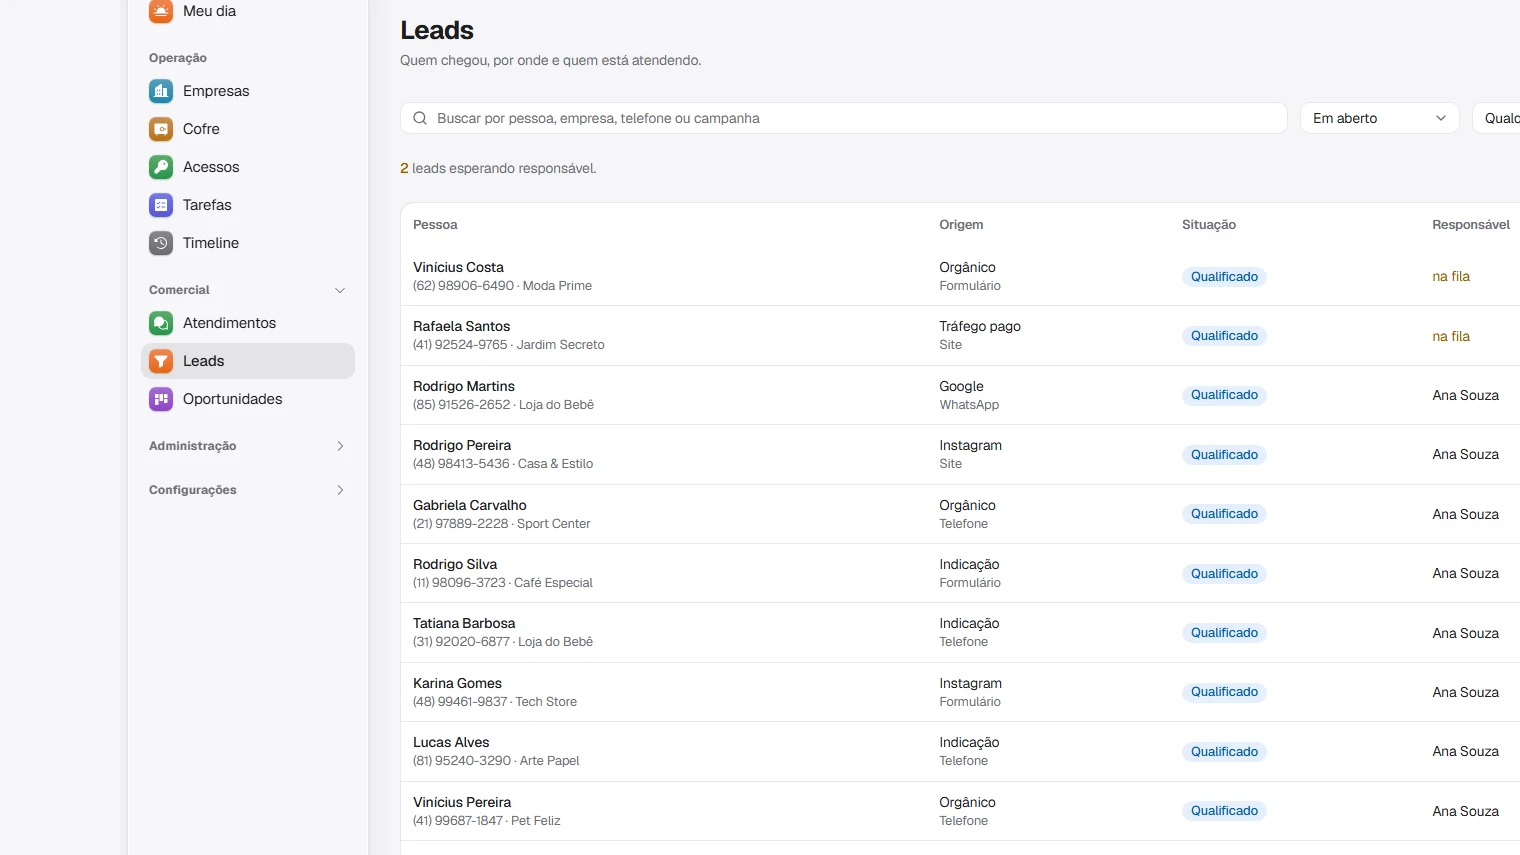 Meu dia
Operação
Empresas
Cofre
Acessos
Tarefas
Timeline
Comercial
Atendimentos
Leads
Oportunidades
Administração
Configurações
Leads
Quem chegou, por onde e quem está atendendo.
Buscar por pessoa, empresa, telefone ou campanha
Em aberto
Qualq
2 leads esperando responsável.
Pessoa Origem Situação Responsável
Vinícius Costa Orgânico Qualificado na fila
(62) 98906-6490 · Moda Prime Formulário
Rafaela Santos Tráfego pago Qualificado na fila
(41) 92524-9765 · Jardim Secreto Site
Rodrigo Martins Google Qualificado Ana Souza
(85) 91526-2652 · Loja do Bebê WhatsApp
Rodrigo Pereira Instagram Qualificado Ana Souza
(48) 98413-5436 · Casa & Estilo Site
Gabriela Carvalho Orgânico Qualificado Ana Souza
(21) 97889-2228 · Sport Center Telefone
Rodrigo Silva Indicação Qualificado Ana Souza
(11) 98096-3723 · Café Especial Formulário
Tatiana Barbosa Indicação Qualificado Ana Souza
(31) 92020-6877 · Loja do Bebê Telefone
Karina Gomes Instagram Qualificado Ana Souza
(48) 99461-9837 · Tech Store Formulário
Lucas Alves Indicação Qualificado Ana Souza
(81) 95240-3290 · Arte Papel Telefone
Vinícius Pereira Orgânico Qualificado Ana Souza
(41) 99687-1847 · Pet Feliz Telefone